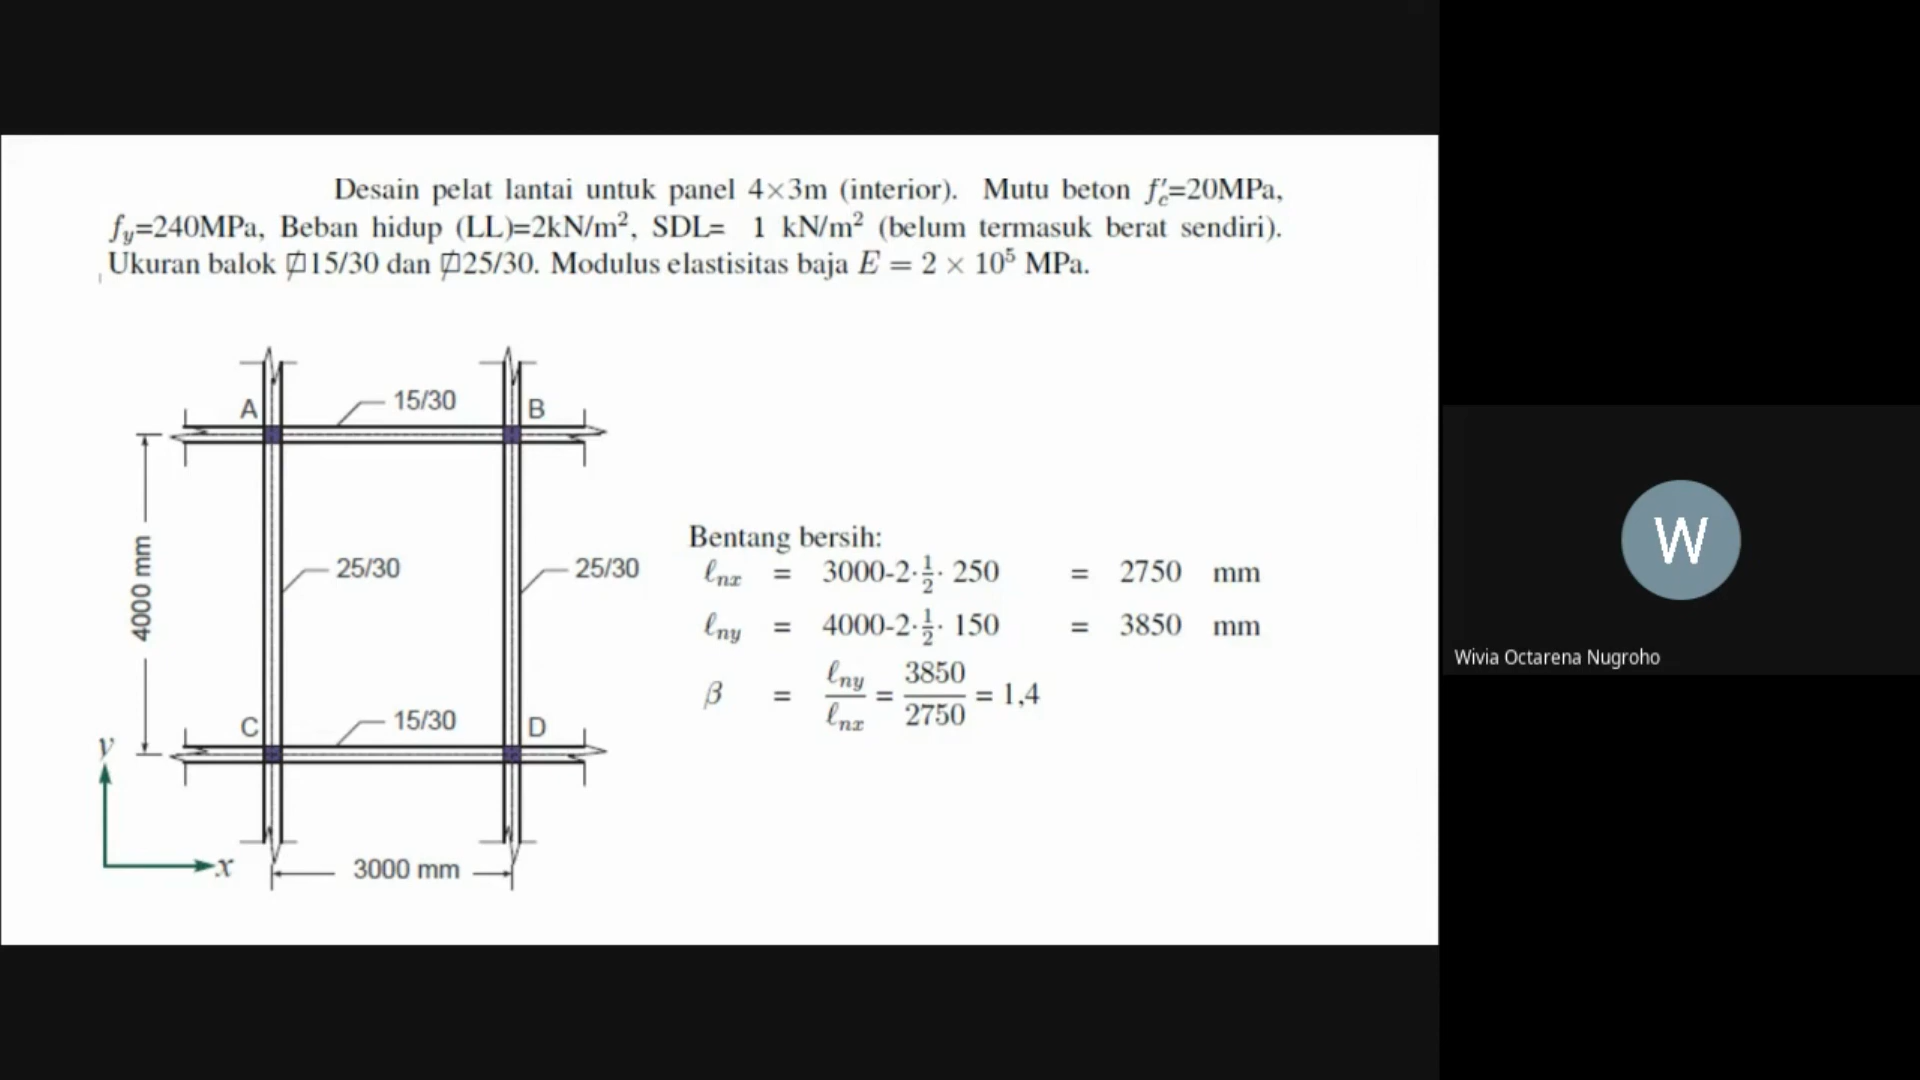 Desain pelat lantai untuk panel 4×3m (interior). Mutu beton f'c=20MPa,
fy=240MPa, Beban hidup (LL)=2kN/m², SDL= 1 kN/m² (belum termasuk berat sendiri).
Ukuran balok 15/30 dan 25/30. Modulus elastisitas baja E = 2 × 10⁵ MPa.
15/30
A
B
4000 mm
25/30
25/30
15/30
C
D
y
x
3000 mm
Bentang bersih:
ℓnx = 3000-2·½· 250 = 2750 mm
ℓny = 4000-2·½· 150 = 3850 mm
β = ℓny/ℓnx = 3850/2750 = 1,4
W
Wivia Octarena Nugroho